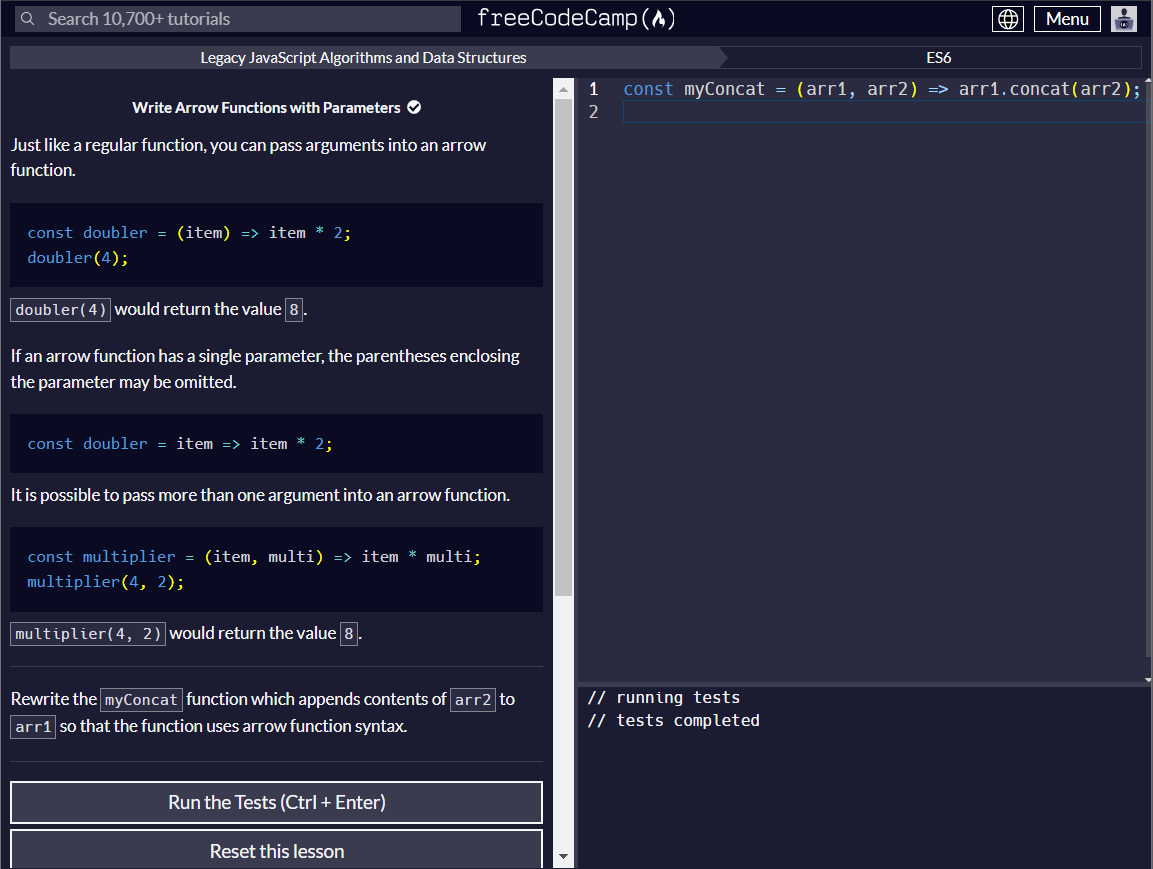 Search 10,700+ tutorials
freeCodeCamp
Menu
Legacy JavaScript Algorithms and Data Structures
ES6
Write Arrow Functions with Parameters
Just like a regular function, you can pass arguments into an arrow
function.
const doubler = (item) => item * 2;
doubler(4);
doubler(4) would return the value 8.
If an arrow function has a single parameter, the parentheses enclosing
the parameter may be omitted.
const doubler = item => item * 2;
It is possible to pass more than one argument into an arrow function.
const multiplier = (item, multi) => item * multi;
multiplier(4, 2);
multiplier(4, 2) would return the value 8.
Rewrite the myConcat function which appends contents of arr2 to
arr1 so that the function uses arrow function syntax.
Run the Tests (Ctrl + Enter)
Reset this lesson
1 const myConcat = (arr1, arr2) => arr1.concat(arr2);
2
// running tests
// tests completed